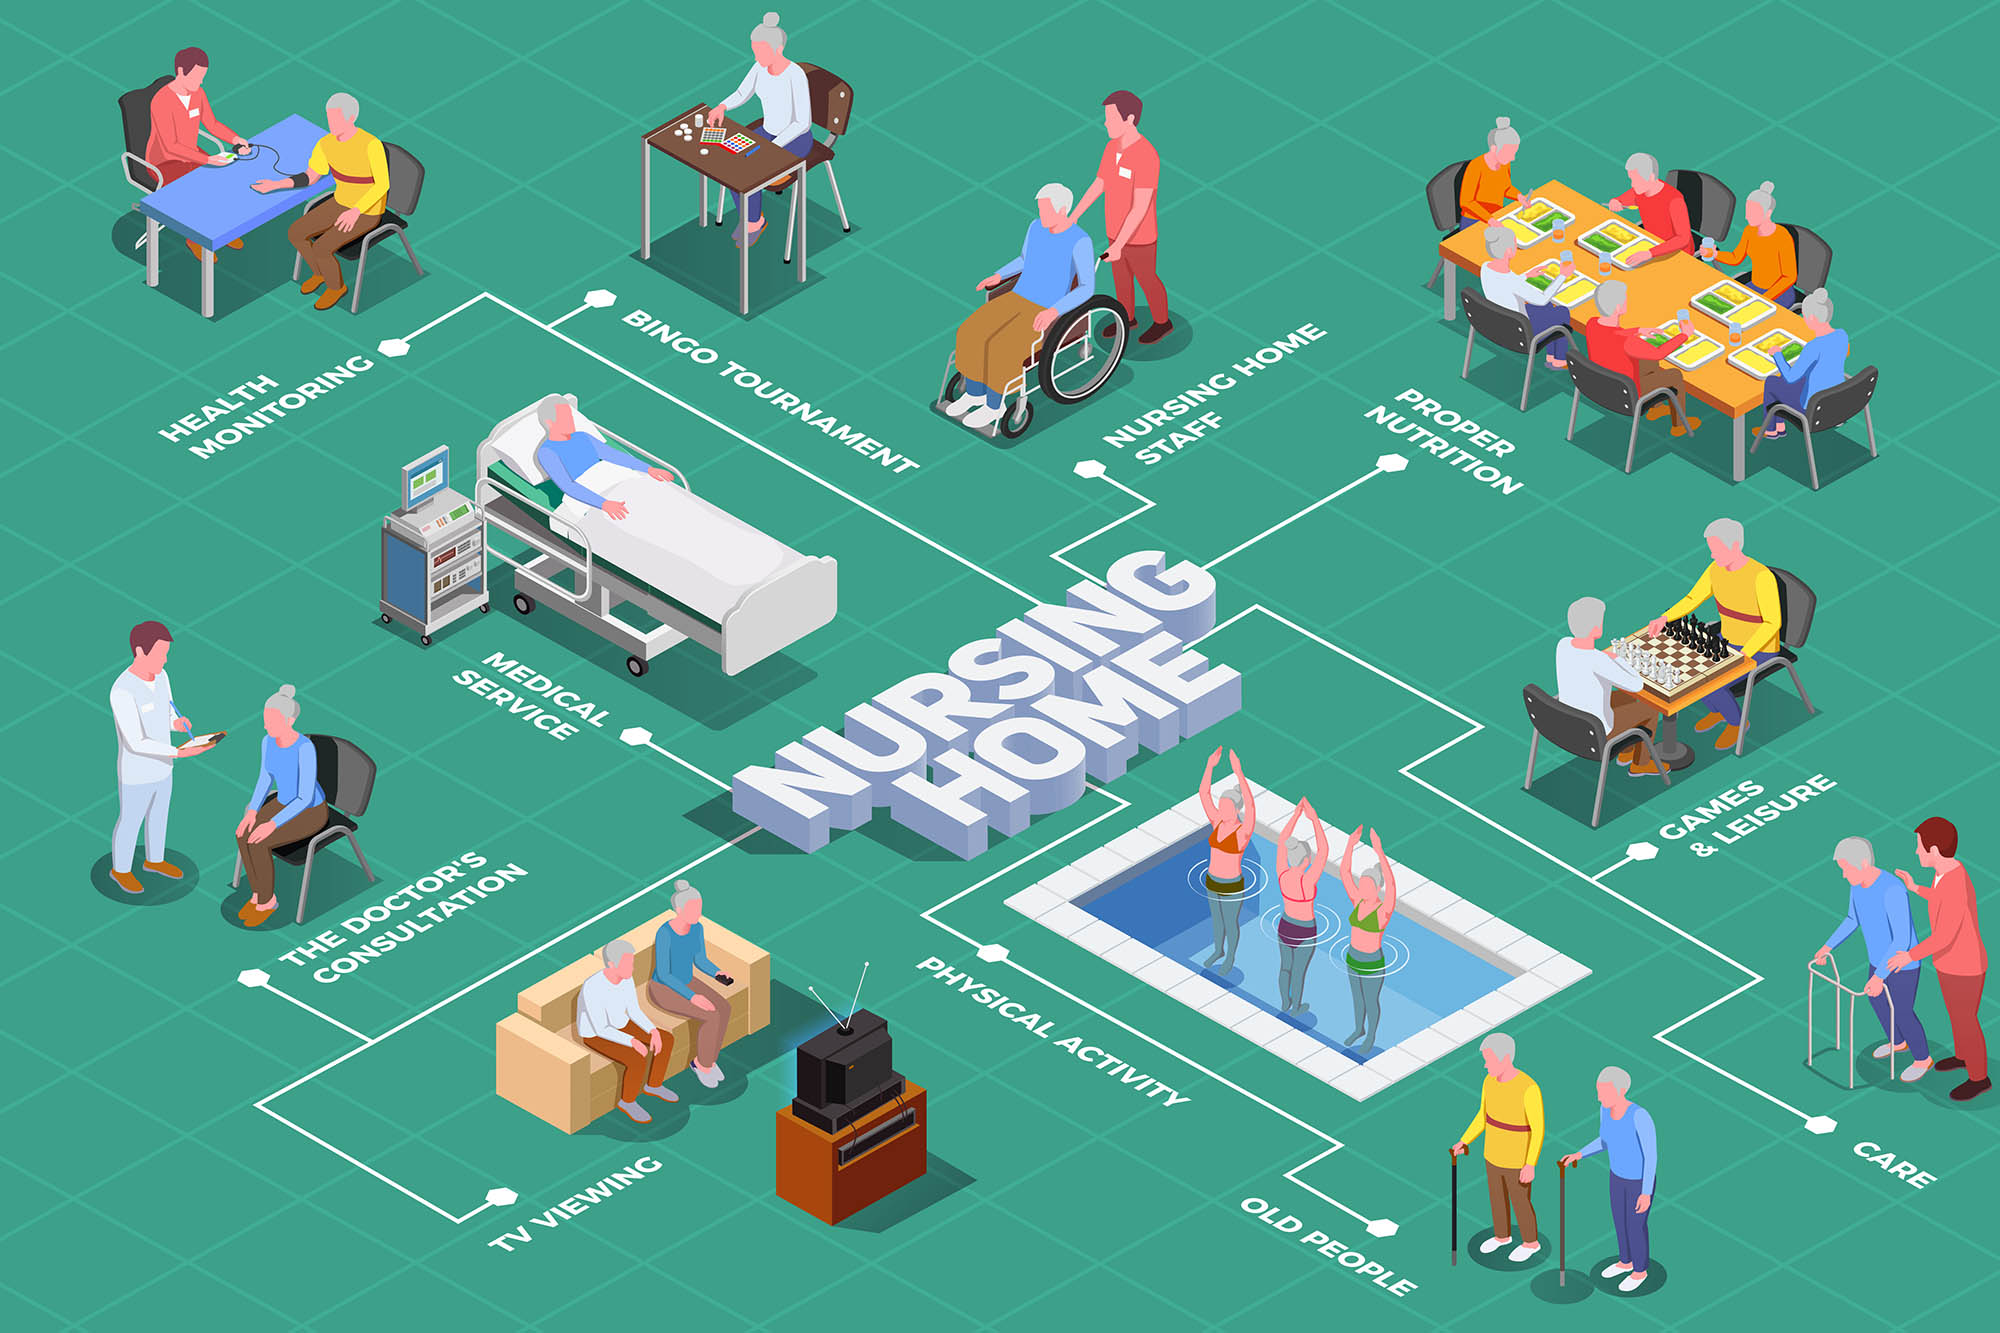 HEALTH
MONITORING
BINGO TOURNAMENT
NURSING HOME
STAFF
PROPER
NUTRITION
MEDICAL
SERVICE
NURSING
HOME
GAMES
& LEISURE
THE DOCTOR'S
CONSULTATION
PHYSICAL ACTIVITY
CARE
TV VIEWING
OLD PEOPLE